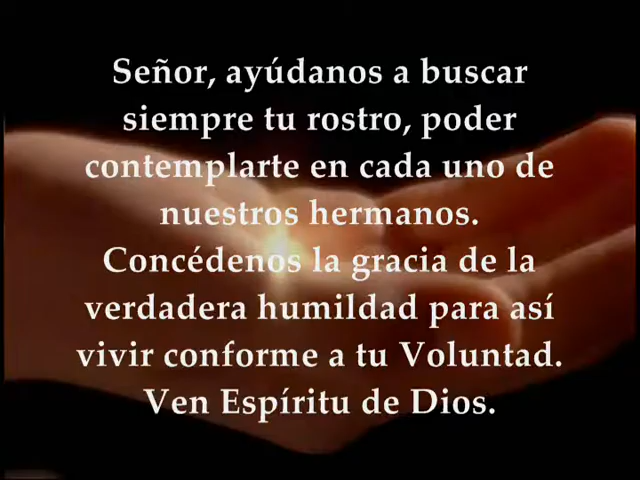 Señor, ayúdanos a buscar
siempre tu rostro, poder
contemplarte en cada uno de
nuestros hermanos.
Concédenos la gracia de la
verdadera humildad para así
vivir conforme a tu Voluntad.
Ven Espíritu de Dios.